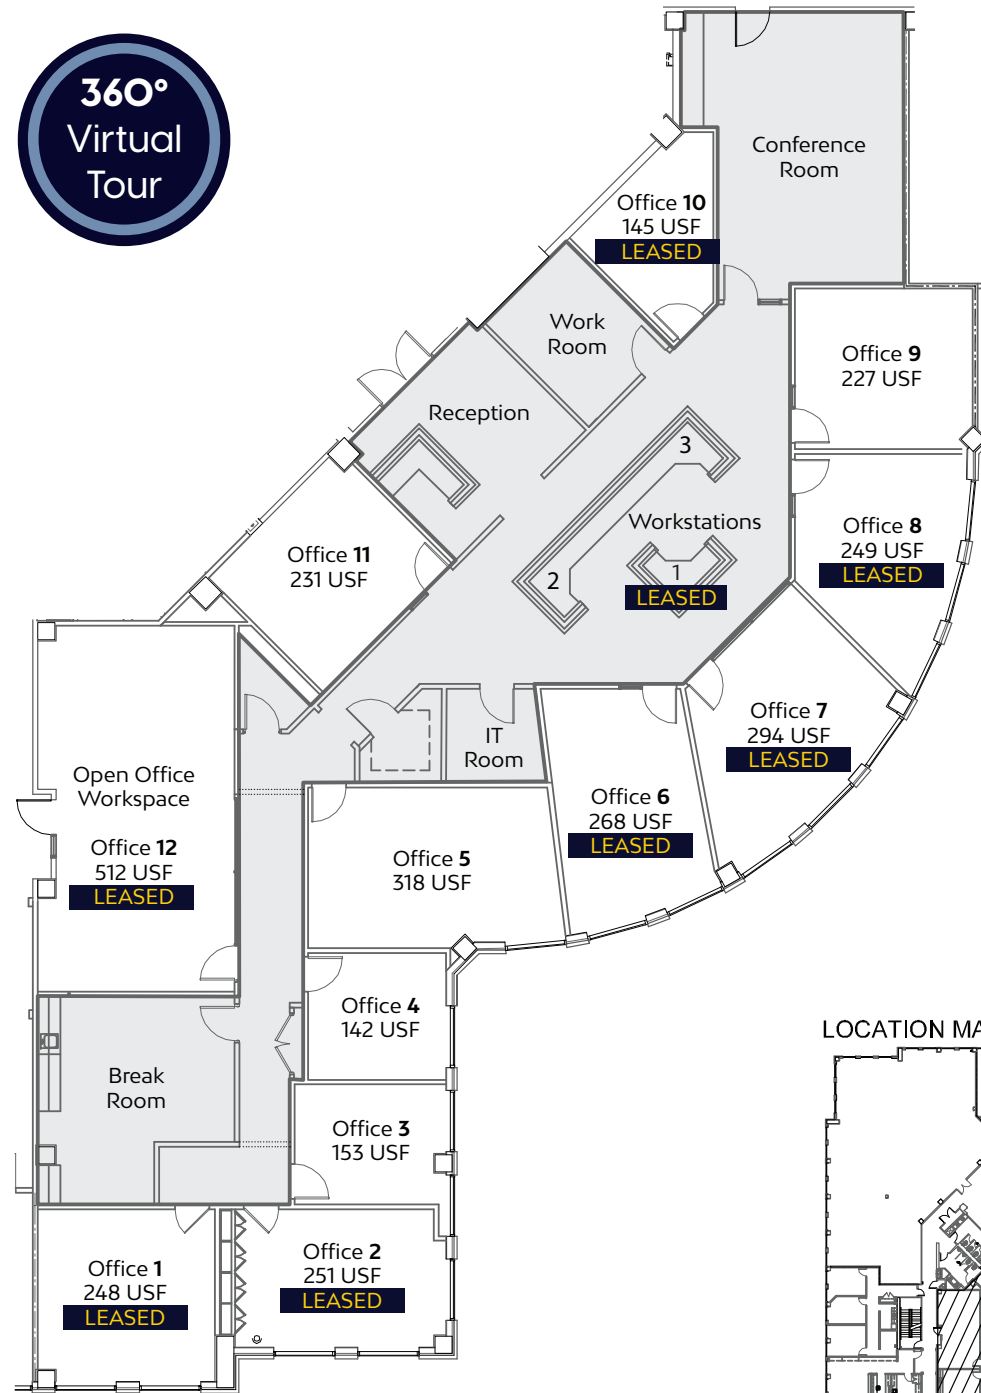 360°
Virtual
Tour
Conference
Room
Office 10
145 USF
LEASED
Work
Room
Office 9
227 USF
Reception
3
Workstations
Office 8
249 USF
LEASED
Office 11
231 USF
2
1
LEASED
Office 7
294 USF
LEASED
IT
Room
Open Office
Workspace
Office 12
512 USF
LEASED
Office 6
268 USF
LEASED
Office 5
318 USF
Office 4
142 USF
LOCATION MA
Break
Room
Office 3
153 USF
Office 2
251 USF
LEASED
Office 1
248 USF
LEASED